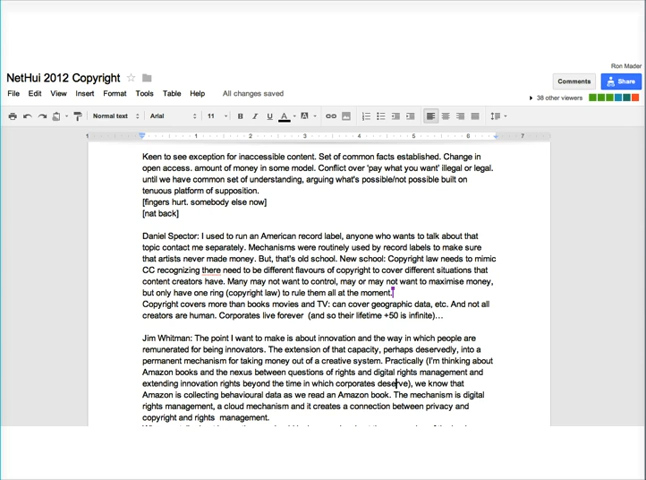 Ron Mader
NetHui 2012 Copyright
Comments
Share
File Edit View Insert Format Tools Table Help All changes saved
38 other viewers
Normal text Arial 11 B I U A A
1 1 2 3 4 5 6 7
Keen to see exception for inaccessible content. Set of common facts established. Change in
open access. amount of money in some model. Conflict over 'pay what you want' illegal or legal.
until we have common set of understanding, arguing what's possible/not possible built on
tenuous platform of supposition.
[fingers hurt. somebody else now]
[nat back]
Daniel Spector: I used to run an American record label, anyone who wants to talk about that
topic contact me separately. Mechanisms were routinely used by record labels to make sure
that artists never made money. But, that's old school. New school: Copyright law needs to mimic
CC recognizing there need to be different flavours of copyright to cover different situations that
content creators have. Many may not want to control, may or may not want to maximise money,
but only have one ring (copyright law) to rule them all at the moment.
Copyright covers more than books movies and TV: can cover geographic data, etc. And not all
creators are human. Corporates live forever (and so their lifetime +50 is infinite)...
Jim Whitman: The point I want to make is about innovation and the way in which people are
remunerated for being innovators. The extension of that capacity, perhaps deservedly, into a
permanent mechanism for taking money out of a creative system. Practically (I'm thinking about
Amazon books and the nexus between questions of rights and digital rights management and
extending innovation rights beyond the time in which corporates deserve), we know that
Amazon is collecting behavioural data as we read an Amazon book. The mechanism is digital
rights management, a cloud mechanism and it creates a connection between privacy and
copyright and rights management.